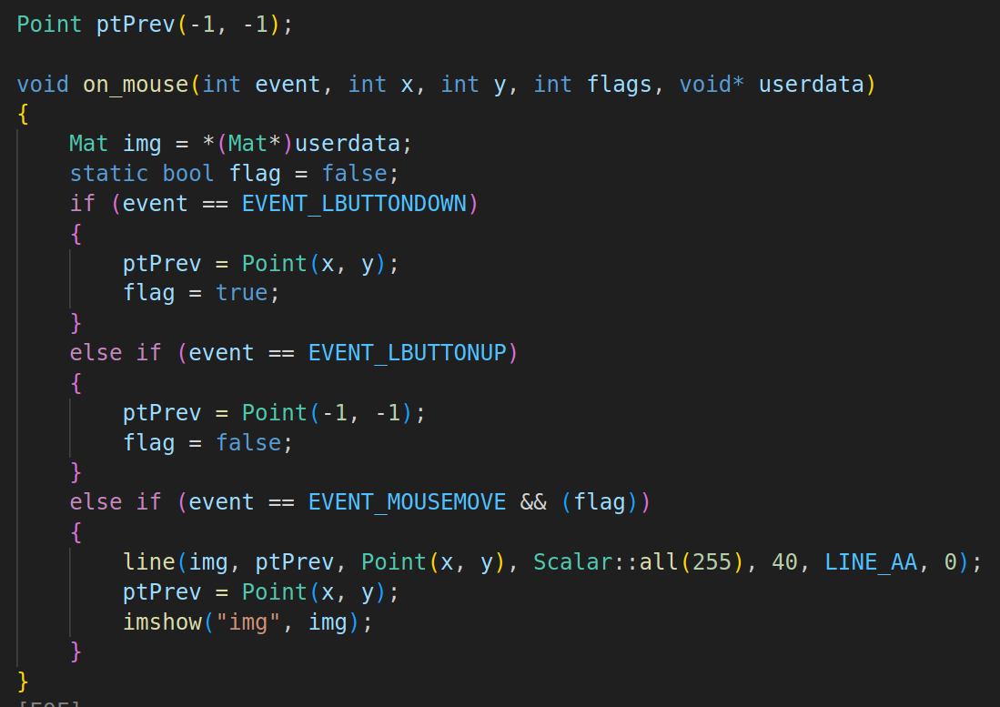 Point ptPrev(-1, -1);

void on_mouse(int event, int x, int y, int flags, void* userdata)
{
    Mat img = *(Mat*)userdata;
    static bool flag = false;
    if (event == EVENT_LBUTTONDOWN)
    {
        ptPrev = Point(x, y);
        flag = true;
    }
    else if (event == EVENT_LBUTTONUP)
    {
        ptPrev = Point(-1, -1);
        flag = false;
    }
    else if (event == EVENT_MOUSEMOVE && (flag))
    {
        line(img, ptPrev, Point(x, y), Scalar::all(255), 40, LINE_AA, 0);
        ptPrev = Point(x, y);
        imshow("img", img);
    }
}